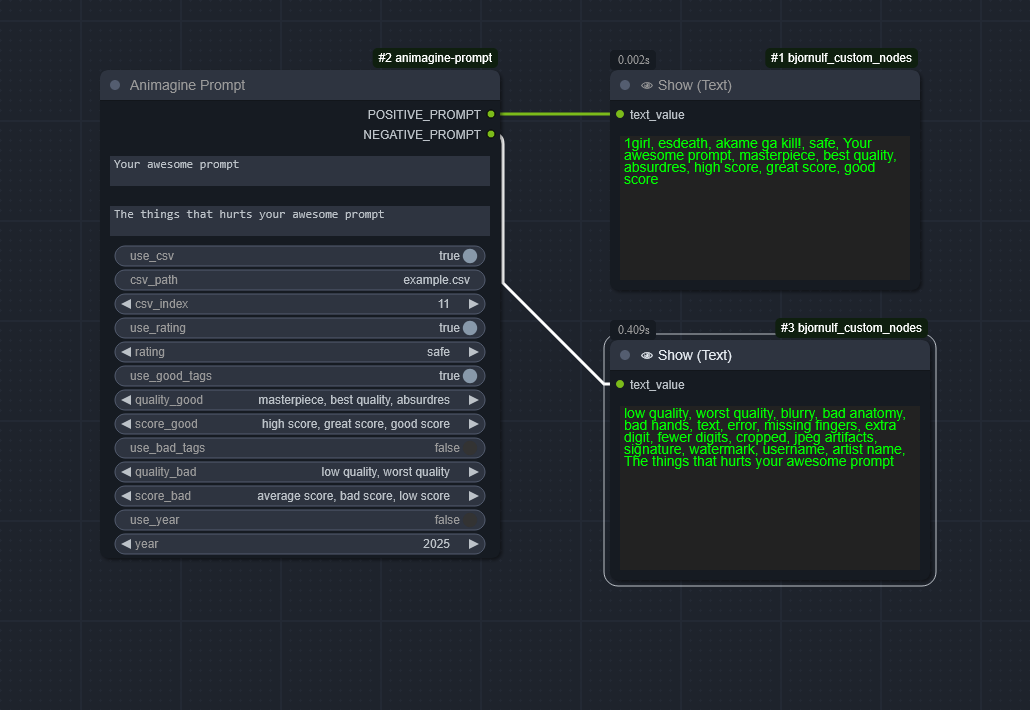 #2 animagine-prompt
Animagine Prompt
POSITIVE_PROMPT
NEGATIVE_PROMPT
Your awesome prompt
The things that hurts your awesome prompt
use_csv true
csv_path example.csv
csv_index 11
use_rating true
rating safe
use_good_tags true
quality_good masterpiece, best quality, absurdres
score_good high score, great score, good score
use_bad_tags false
quality_bad low quality, worst quality
score_bad average score, bad score, low score
use_year false
year 2025
0.002s
#1 bjornulf_custom_nodes
Show (Text)
text_value
1girl, esdeath, akame ga kill!, safe, Your
awesome prompt, masterpiece, best quality,
absurdres, high score, great score, good
score
0.409s
#3 bjornulf_custom_nodes
Show (Text)
text_value
low quality, worst quality, blurry, bad anatomy,
bad hands, text, error, missing fingers, extra
digit, fewer digits, cropped, jpeg artifacts,
signature, watermark, username, artist name,
The things that hurts your awesome prompt